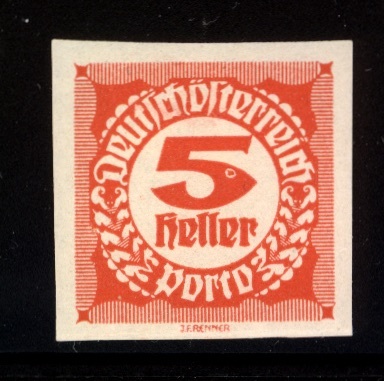 Deutschösterreich
5
heller
porto
J.F.RENNER